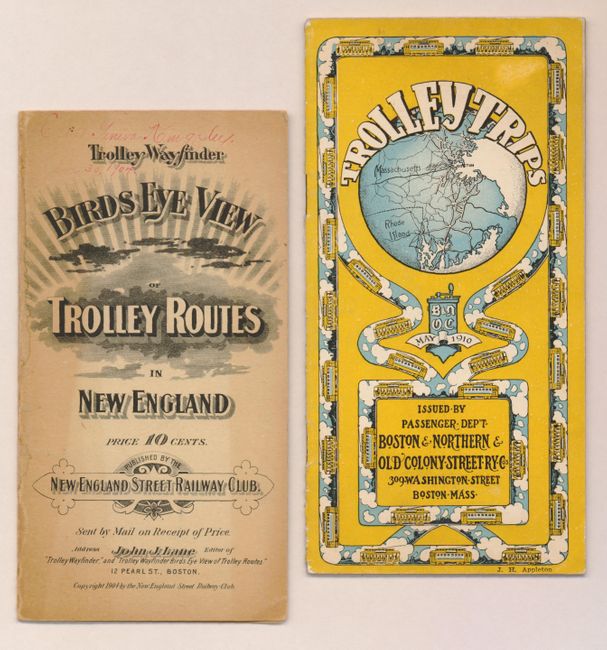 Trolley Wayfinder
BIRDS EYE VIEW
OF
TROLLEY ROUTES
IN
NEW ENGLAND
PRICE 10 CENTS.
PUBLISHED BY THE
NEW ENGLAND STREET RAILWAY CLUB.
Sent by Mail on Receipt of Price.
Address John J. Lane Editor of
"Trolley Wayfinder," and "Trolley Wayfinder Birds Eye View of Trolley Routes"
12 PEARL ST., BOSTON.
Copyright 1904 by the New England Street Railway Club
TROLLEY TRIPS
Massachusetts
BOSTON
Rhode
Island
B N
O C
MAY 1910
ISSUED·BY
PASSENGER·DEPT·
BOSTON·&·NORTHERN·&
OLD·COLONY·STREET·RY·Co
309·WASHINGTON·STREET
BOSTON·MASS·
J. H. Appleton